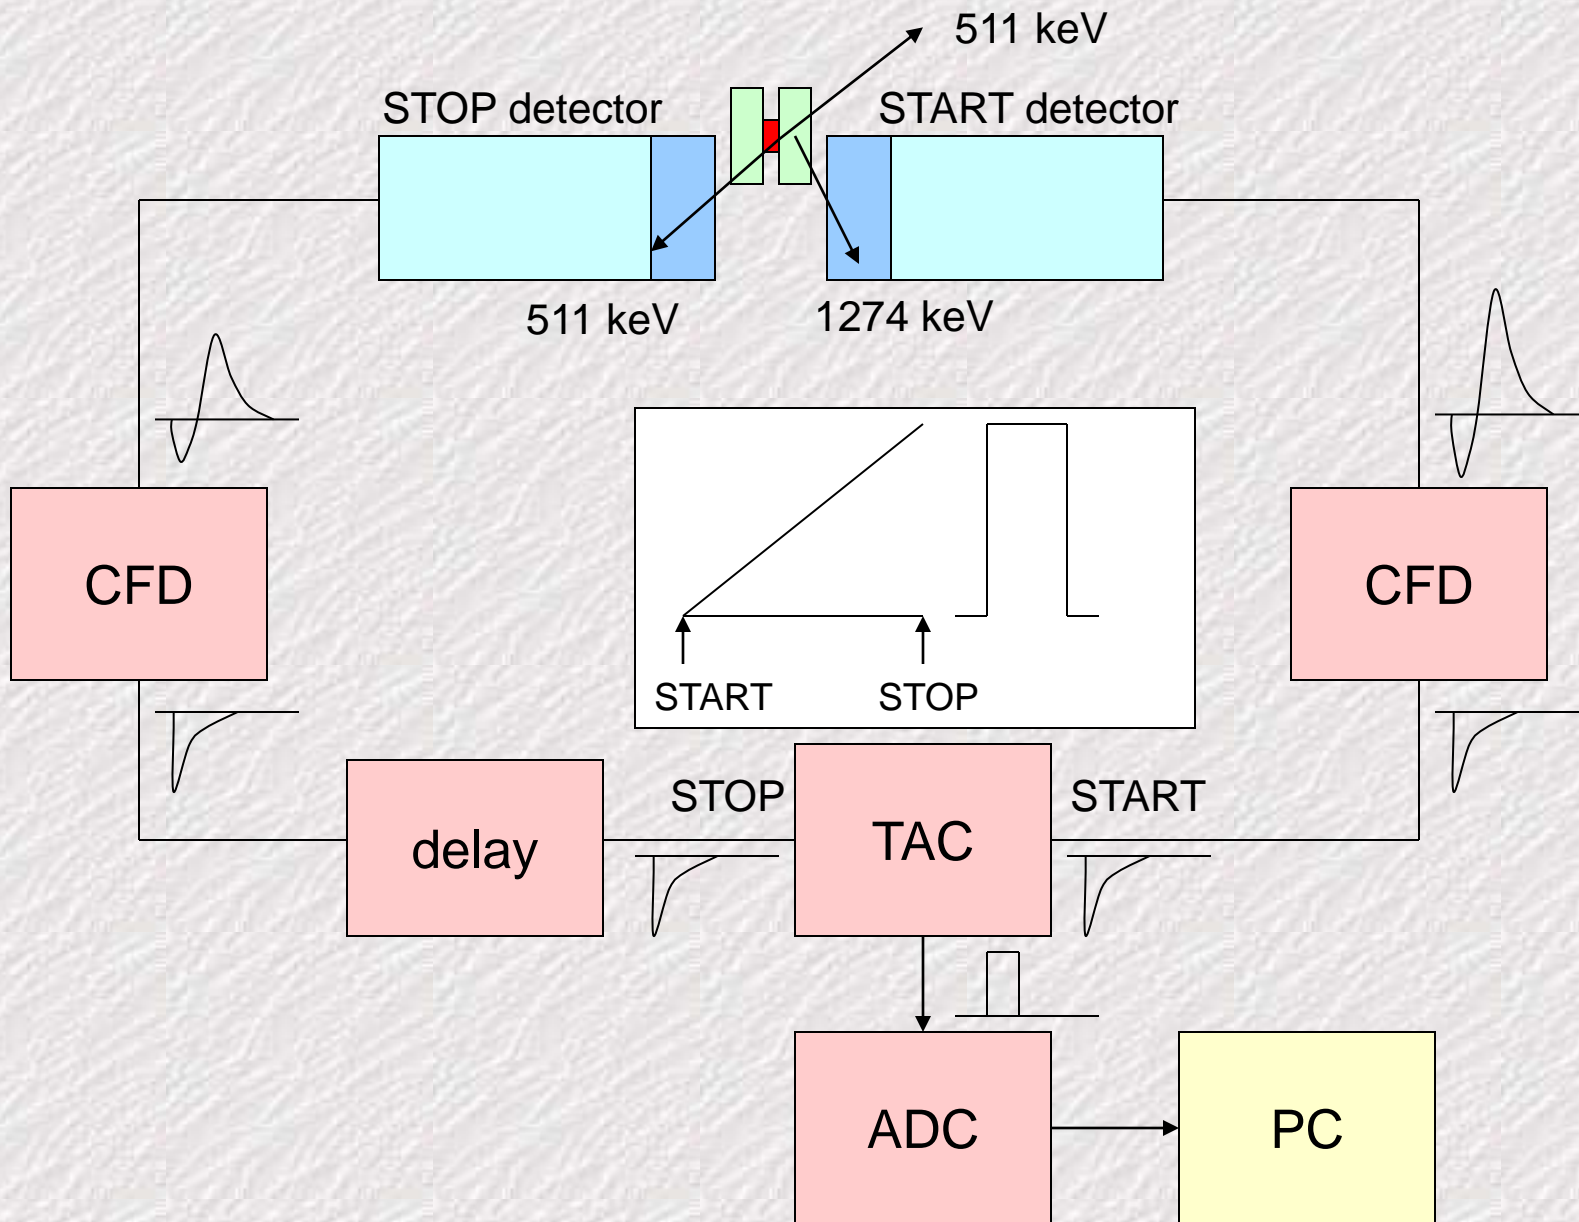 511 keV
STOP detector
START detector
511 keV
1274 keV
CFD
CFD
START
STOP
STOP
START
delay
TAC
ADC
PC